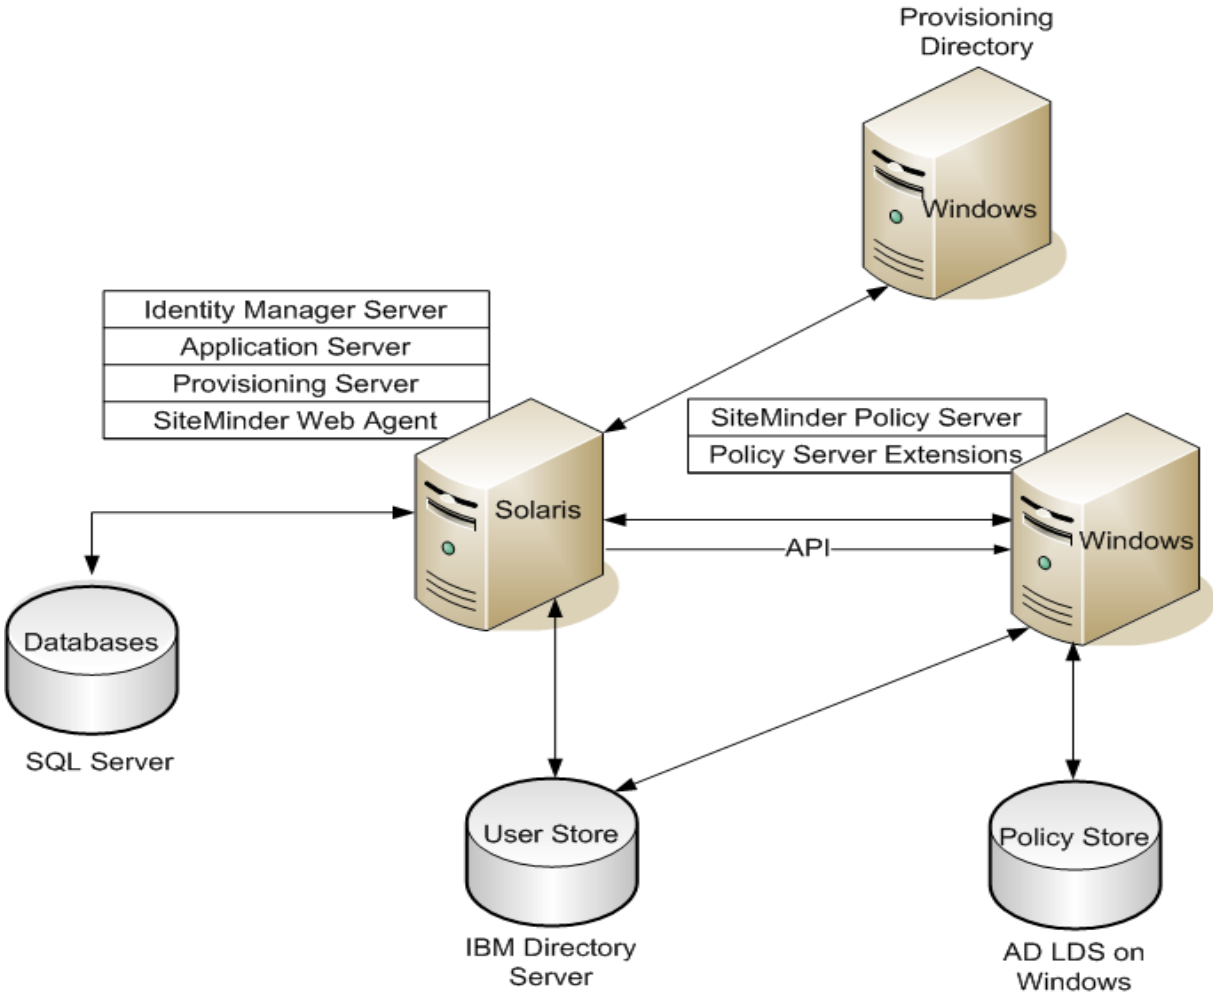 Provisioning
Directory
Windows
Identity Manager Server
Application Server
Provisioning Server
SiteMinder Web Agent
SiteMinder Policy Server
Policy Server Extensions
Solaris
Windows
API
Databases
SQL Server
User Store
IBM Directory
Server
Policy Store
AD LDS on
Windows